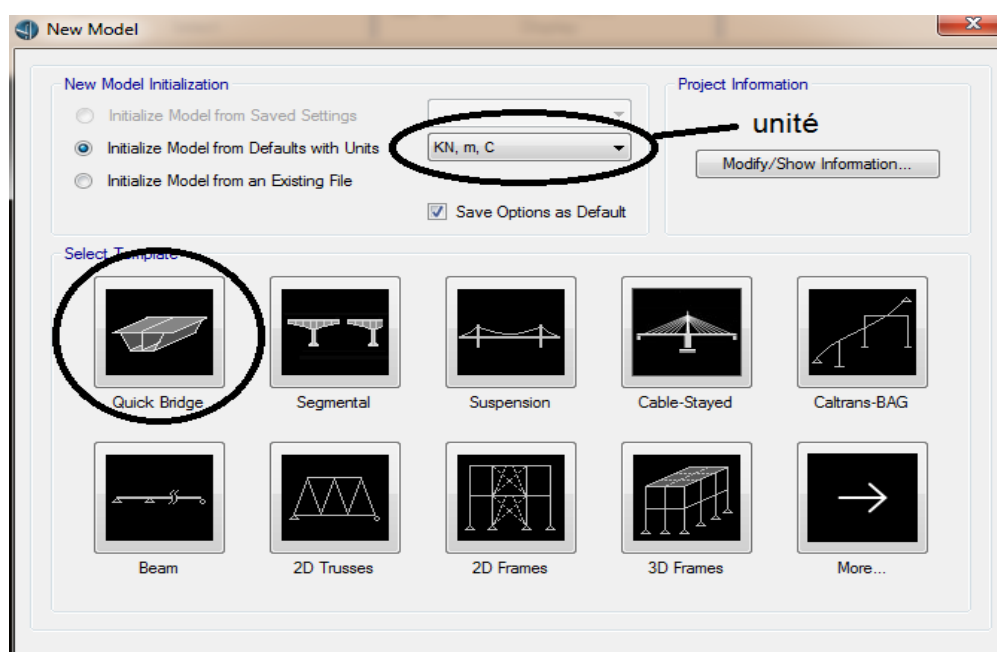 New Model
New Model Initialization
Project Information
Initialize Model from Saved Settings
unité
Initialize Model from Defaults with Units
KN, m, C
Modify/Show Information...
Initialize Model from an Existing File
Save Options as Default
Select Template
Quick Bridge
Segmental
Suspension
Cable-Stayed
Caltrans-BAG
Beam
2D Trusses
2D Frames
3D Frames
More...